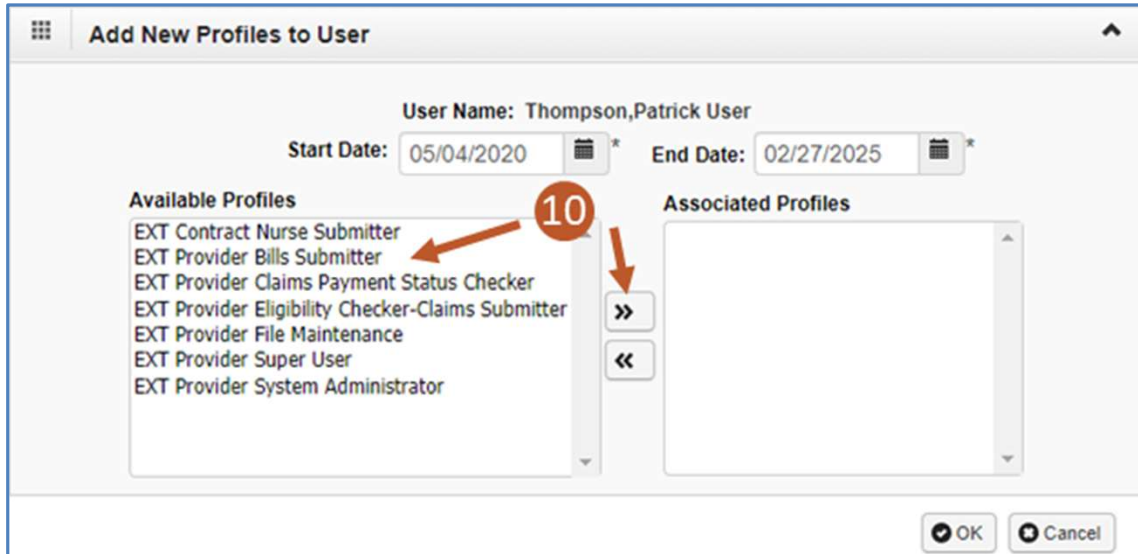 Add New Profiles to User
User Name: Thompson,Patrick User
Start Date: 05/04/2020 * End Date: 02/27/2025 *
Available Profiles
EXT Contract Nurse Submitter
EXT Provider Bills Submitter
EXT Provider Claims Payment Status Checker
EXT Provider Eligibility Checker-Claims Submitter
EXT Provider File Maintenance
EXT Provider Super User
EXT Provider System Administrator
10
»
«
Associated Profiles
OK Cancel